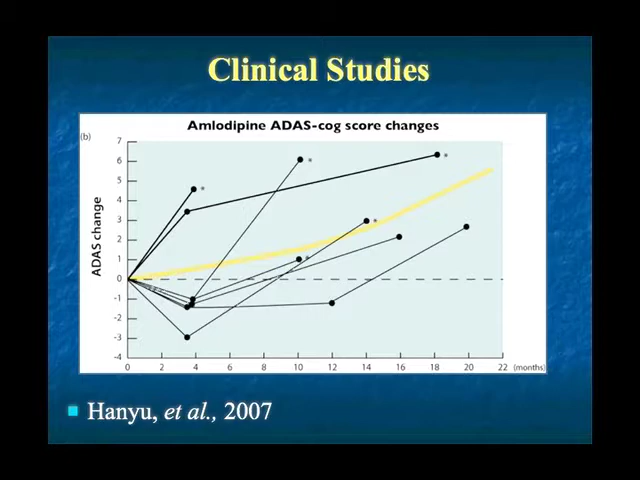 Clinical Studies
Amlodipine ADAS-cog score changes
(b)
7
6
5
4
3
2
1
0
-1
-2
-3
-4
ADAS change
* * * * *
0 2 4 6 8 10 12 14 16 18 20 22 (months)
Hanyu, et al., 2007